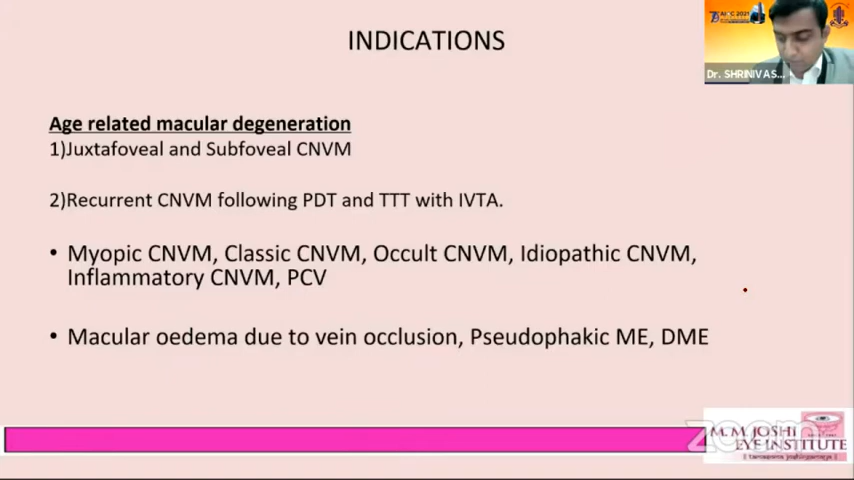 INDICATIONS
AIOC 2021
Dr. SHRINIVAS...
Age related macular degeneration
1)Juxtafoveal and Subfoveal CNVM
2)Recurrent CNVM following PDT and TTT with IVTA.
• Myopic CNVM, Classic CNVM, Occult CNVM, Idiopathic CNVM,
Inflammatory CNVM, PCV
• Macular oedema due to vein occlusion, Pseudophakic ME, DME
zoom
M.M.JOSHI
EYE INSTITUTE